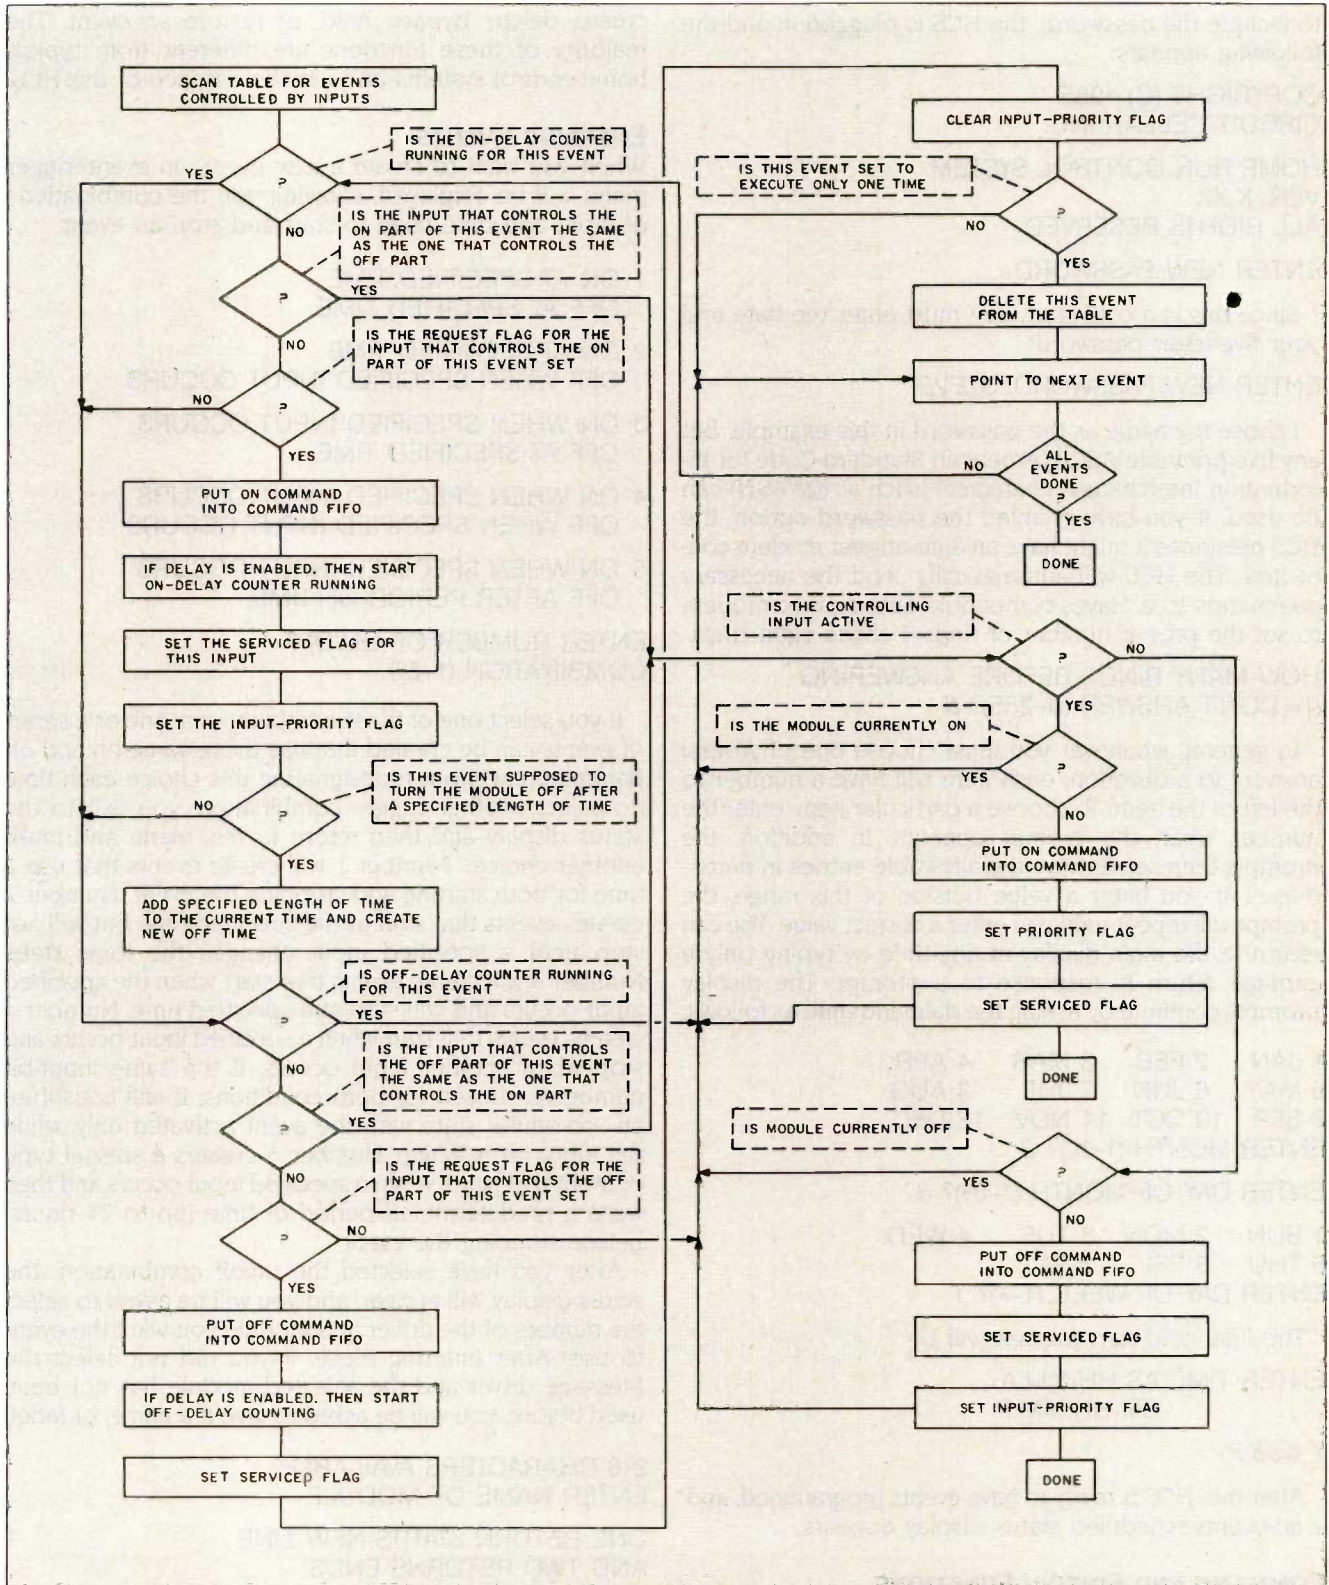 SCAN TABLE FOR EVENTS
CONTROLLED BY INPUTS
IS THE ON-DELAY COUNTER
RUNNING FOR THIS EVENT
YES
?
NO
IS THE INPUT THAT CONTROLS THE
ON PART OF THIS EVENT THE SAME
AS THE ONE THAT CONTROLS THE
OFF PART
?
YES
NO
IS THE REQUEST FLAG FOR THE
INPUT THAT CONTROLS THE ON
PART OF THIS EVENT SET
NO
?
YES
PUT ON COMMAND
INTO COMMAND FIFO
IF DELAY IS ENABLED, THEN START
ON-DELAY COUNTER RUNNING
SET THE SERVICED FLAG FOR
THIS INPUT
SET THE INPUT-PRIORITY FLAG
IS THIS EVENT SUPPOSED TO
TURN THE MODULE OFF AFTER
A SPECIFIED LENGTH OF TIME
NO
?
YES
ADD SPECIFIED LENGTH OF TIME
TO THE CURRENT TIME AND CREATE
NEW OFF TIME
IS OFF-DELAY COUNTER RUNNING
FOR THIS EVENT
?
YES
NO
IS THE INPUT THAT CONTROLS
THE OFF PART OF THIS EVENT
THE SAME AS THE ONE THAT
CONTROLS THE ON PART
?
YES
NO
IS THE REQUEST FLAG FOR THE
INPUT THAT CONTROLS THE OFF
PART OF THIS EVENT SET
?
NO
YES
PUT OFF COMMAND
INTO COMMAND FIFO
IF DELAY IS ENABLED, THEN START
OFF-DELAY COUNTING
SET SERVICED FLAG
CLEAR INPUT-PRIORITY FLAG
IS THIS EVENT SET TO
EXECUTE ONLY ONE TIME
?
NO
YES
DELETE THIS EVENT
FROM THE TABLE
POINT TO NEXT EVENT
NO
ALL
EVENTS
DONE
?
YES
DONE
IS THE CONTROLLING
INPUT ACTIVE
?
NO
YES
IS THE MODULE CURRENTLY ON
?
YES
NO
PUT ON COMMAND
INTO COMMAND FIFO
SET PRIORITY FLAG
SET SERVICED FLAG
DONE
IS MODULE CURRENTLY OFF
?
YES
NO
PUT OFF COMMAND
INTO COMMAND FIFO
SET SERVICED FLAG
SET INPUT-PRIORITY FLAG
DONE